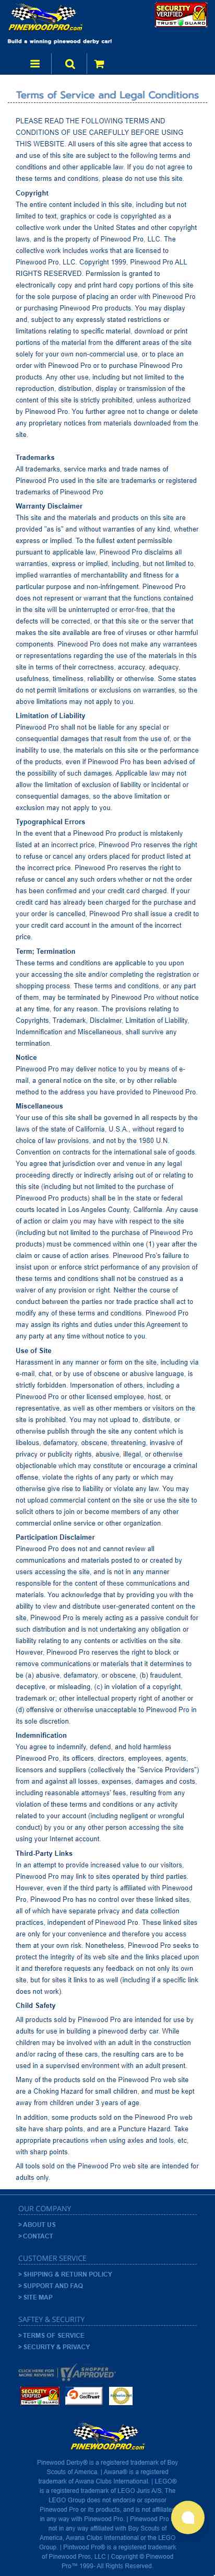 PINEWOODPRO.com
Build a winning pinewood derby car!
SECURITY
VERIFIED
TRUST GUARD
Terms of Service and Legal Conditions
PLEASE READ THE FOLLOWING TERMS AND
CONDITIONS OF USE CAREFULLY BEFORE USING
THIS WEBSITE. All users of this site agree that access to
and use of this site are subject to the following terms and
conditions and other applicable law. If you do not agree to
these terms and conditions, please do not use this site.
Copyright
The entire content included in this site, including but not
limited to text, graphics or code is copyrighted as a
collective work under the United States and other copyright
laws, and is the property of Pinewood Pro, LLC. The
collective work includes works that are licensed to
Pinewood Pro, LLC. Copyright 1999, Pinewood Pro ALL
RIGHTS RESERVED. Permission is granted to
electronically copy and print hard copy portions of this site
for the sole purpose of placing an order with Pinewood Pro
or purchasing Pinewood Pro products. You may display
and, subject to any expressly stated restrictions or
limitations relating to specific material, download or print
portions of the material from the different areas of the site
solely for your own non-commercial use, or to place an
order with Pinewood Pro or to purchase Pinewood Pro
products. Any other use, including but not limited to the
reproduction, distribution, display or transmission of the
content of this site is strictly prohibited, unless authorized
by Pinewood Pro. You further agree not to change or delete
any proprietary notices from materials downloaded from the
site.
Trademarks
All trademarks, service marks and trade names of
Pinewood Pro used in the site are trademarks or registered
trademarks of Pinewood Pro
Warranty Disclaimer
This site and the materials and products on this site are
provided "as is" and without warranties of any kind, whether
express or implied. To the fullest extent permissible
pursuant to applicable law, Pinewood Pro disclaims all
warranties, express or implied, including, but not limited to,
implied warranties of merchantability and fitness for a
particular purpose and non-infringement. Pinewood Pro
does not represent or warrant that the functions contained
in the site will be uninterrupted or error-free, that the
defects will be corrected, or that this site or the server that
makes the site available are free of viruses or other harmful
components. Pinewood Pro does not make any warrantees
or representations regarding the use of the materials in this
site in terms of their correctness, accuracy, adequacy,
usefulness, timeliness, reliability or otherwise. Some states
do not permit limitations or exclusions on warranties, so the
above limitations may not apply to you.
Limitation of Liability
Pinewood Pro shall not be liable for any special or
consequential damages that result from the use of, or the
inability to use, the materials on this site or the performance
of the products, even if Pinewood Pro has been advised of
the possibility of such damages. Applicable law may not
allow the limitation of exclusion of liability or incidental or
consequential damages, so the above limitation or
exclusion may not apply to you.
Typographical Errors
In the event that a Pinewood Pro product is mistakenly
listed at an incorrect price, Pinewood Pro reserves the right
to refuse or cancel any orders placed for product listed at
the incorrect price. Pinewood Pro reserves the right to
refuse or cancel any such orders whether or not the order
has been confirmed and your credit card charged. If your
credit card has already been charged for the purchase and
your order is cancelled, Pinewood Pro shall issue a credit to
your credit card account in the amount of the incorrect
price.
Term; Termination
These terms and conditions are applicable to you upon
your accessing the site and/or completing the registration or
shopping process. These terms and conditions, or any part
of them, may be terminated by Pinewood Pro without notice
at any time, for any reason. The provisions relating to
Copyrights, Trademark, Disclaimer, Limitation of Liability,
Indemnification and Miscellaneous, shall survive any
termination.
Notice
Pinewood Pro may deliver notice to you by means of e-
mail, a general notice on the site, or by other reliable
method to the address you have provided to Pinewood Pro.
Miscellaneous
Your use of this site shall be governed in all respects by the
laws of the state of California, U.S.A., without regard to
choice of law provisions, and not by the 1980 U.N.
Convention on contracts for the international sale of goods.
You agree that jurisdiction over and venue in any legal
proceeding directly or indirectly arising out of or relating to
this site (including but not limited to the purchase of
Pinewood Pro products) shall be in the state or federal
courts located in Los Angeles County, California. Any cause
of action or claim you may have with respect to the site
(including but not limited to the purchase of Pinewood Pro
products) must be commenced within one (1) year after the
claim or cause of action arises. Pinewood Pro's failure to
insist upon or enforce strict performance of any provision of
these terms and conditions shall not be construed as a
waiver of any provision or right. Neither the course of
conduct between the parties nor trade practice shall act to
modify any of these terms and conditions. Pinewood Pro
may assign its rights and duties under this Agreement to
any party at any time without notice to you.
Use of Site
Harassment in any manner or form on the site, including via
e-mail, chat, or by use of obscene or abusive language, is
strictly forbidden. Impersonation of others, including a
Pinewood Pro or other licensed employee, host, or
representative, as well as other members or visitors on the
site is prohibited. You may not upload to, distribute, or
otherwise publish through the site any content which is
libelous, defamatory, obscene, threatening, invasive of
privacy or publicity rights, abusive, illegal, or otherwise
objectionable which may constitute or encourage a criminal
offense, violate the rights of any party or which may
otherwise give rise to liability or violate any law. You may
not upload commercial content on the site or use the site to
solicit others to join or become members of any other
commercial online service or other organization.
Participation Disclaimer
Pinewood Pro does not and cannot review all
communications and materials posted to or created by
users accessing the site, and is not in any manner
responsible for the content of these communications and
materials. You acknowledge that by providing you with the
ability to view and distribute user-generated content on the
site, Pinewood Pro is merely acting as a passive conduit for
such distribution and is not undertaking any obligation or
liability relating to any contents or activities on the site.
However, Pinewood Pro reserves the right to block or
remove communications or materials that it determines to
be (a) abusive, defamatory, or obscene, (b) fraudulent,
deceptive, or misleading, (c) in violation of a copyright,
trademark or; other intellectual property right of another or
(d) offensive or otherwise unacceptable to Pinewood Pro in
its sole discretion.
Indemnification
You agree to indemnify, defend, and hold harmless
Pinewood Pro, its officers, directors, employees, agents,
licensors and suppliers (collectively the "Service Providers")
from and against all losses, expenses, damages and costs,
including reasonable attorneys' fees, resulting from any
violation of these terms and conditions or any activity
related to your account (including negligent or wrongful
conduct) by you or any other person accessing the site
using your Internet account.
Third-Party Links
In an attempt to provide increased value to our visitors,
Pinewood Pro may link to sites operated by third parties.
However, even if the third party is affiliated with Pinewood
Pro, Pinewood Pro has no control over these linked sites,
all of which have separate privacy and data collection
practices, independent of Pinewood Pro. These linked sites
are only for your convenience and therefore you access
them at your own risk. Nonetheless, Pinewood Pro seeks to
protect the integrity of its web site and the links placed upon
it and therefore requests any feedback on not only its own
site, but for sites it links to as well (including if a specific link
does not work).
Child Safety
All products sold by Pinewood Pro are intended for use by
adults for use in building a pinewood derby car. While
children may be involved with an adult in the construction
and/or racing of these cars, the resulting cars are to be
used in a supervised environment with an adult present.
Many of the products sold on the Pinewood Pro web site
are a Choking Hazard for small children, and must be kept
away from children under 3 years of age.
In addition, some products sold on the Pinewood Pro web
site have sharp points, and are a Puncture Hazard. Take
appropriate precautions when using axles and tools, etc,
with sharp points.
All tools sold on the Pinewood Pro web site are intended for
adults only.
OUR COMPANY
> ABOUT US
> CONTACT
CUSTOMER SERVICE
> SHIPPING & RETURN POLICY
> SUPPORT AND FAQ
> SITE MAP
SAFTEY & SECURITY
> TERMS OF SERVICE
> SECURITY & PRIVACY
CLICK HERE FOR
MORE REVIEWS
SHOPPER
APPROVED
SECURITY
VERIFIED
TRUST GUARD
GeoTrust
PINEWOODPRO.com
Pinewood Derby® is a registered trademark of Boy
Scouts of America. | Awana® is a registered
trademark of Awana Clubs International. | LEGO®
is a registered trademark of LEGO Juris A/S. The
LEGO Group does not endorse or sponsor
Pinewood Pro or its products, and is not affiliated
in any way with Pinewood Pro. | Pinewood Pro is
not in any way affiliated with Boy Scouts of
America, Awana Clubs International or the LEGO
Group. | Pinewood Pro® is a registered trademark
of Pinewood Pros, LLC | Copyright © Pinewood
Pro™ 1999- All Rights Reserved.